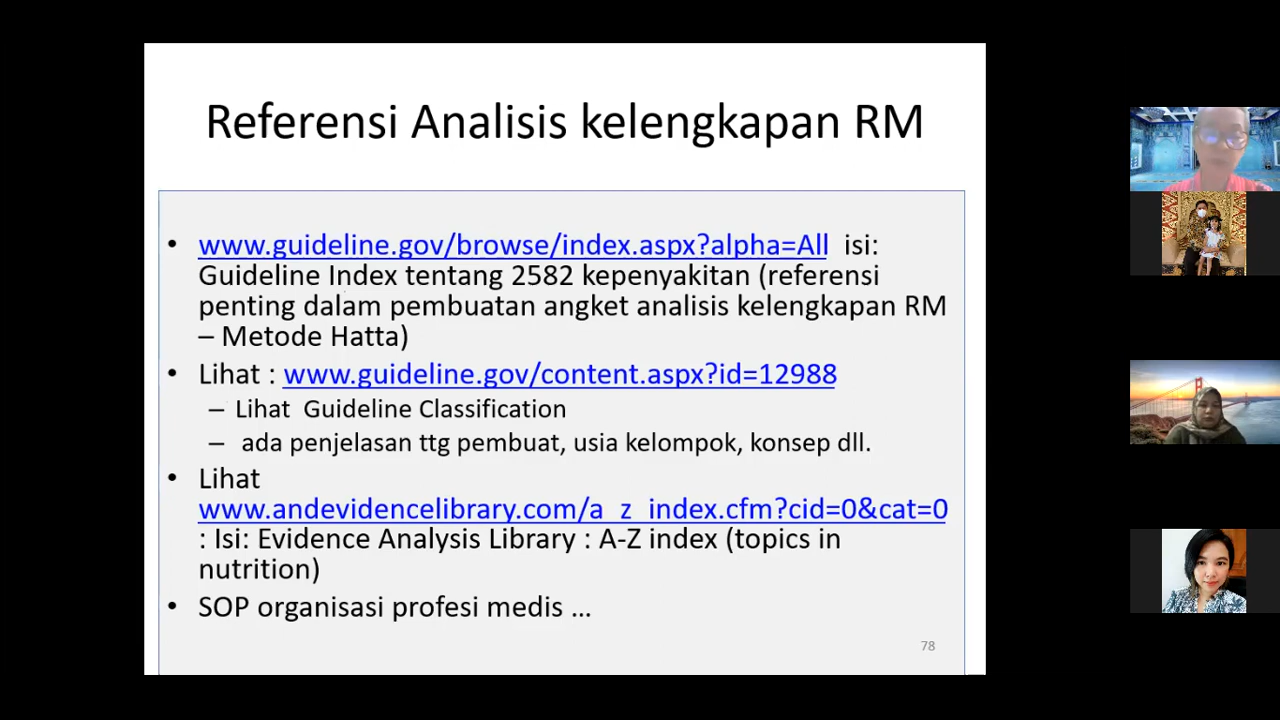 Referensi Analisis kelengkapan RM
• www.guideline.gov/browse/index.aspx?alpha=All isi:
Guideline Index tentang 2582 kepenyakitan (referensi
penting dalam pembuatan angket analisis kelengkapan RM
– Metode Hatta)
• Lihat : www.guideline.gov/content.aspx?id=12988
– Lihat Guideline Classification
– ada penjelasan ttg pembuat, usia kelompok, konsep dll.
• Lihat
www.andevidencelibrary.com/a_z_index.cfm?cid=0&cat=0
: Isi: Evidence Analysis Library : A-Z index (topics in
nutrition)
• SOP organisasi profesi medis …
78